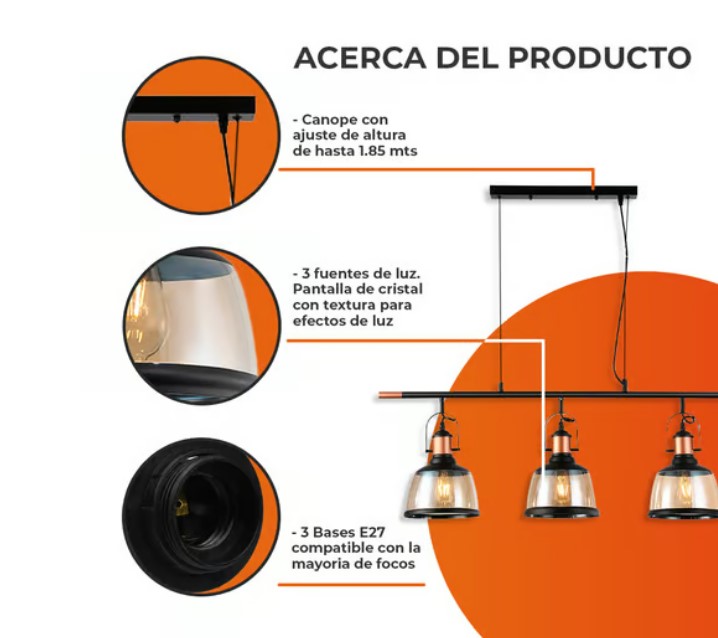 ACERCA DEL PRODUCTO
- Canope con
ajuste de altura
de hasta 1.85 mts
- 3 fuentes de luz.
Pantalla de cristal
con textura para
efectos de luz
- 3 Bases E27
compatible con la
mayoria de focos